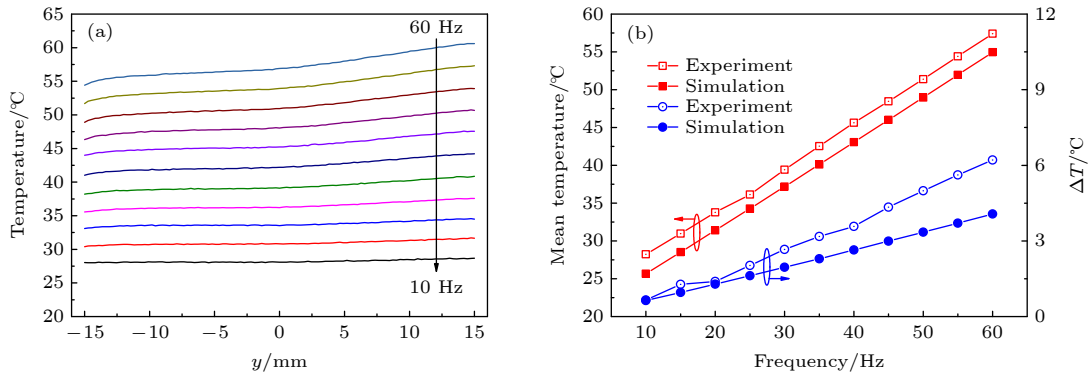 (a)
60 Hz
10 Hz
65
60
55
50
45
40
35
30
25
20
Temperature/℃
−15 −10 −5 0 5 10 15
y/mm
(b)
Experiment
Simulation
Experiment
Simulation
60
55
50
45
40
35
30
25
20
Mean temperature/℃
12
9
6
3
0
ΔT/℃
10 20 30 40 50 60
Frequency/Hz